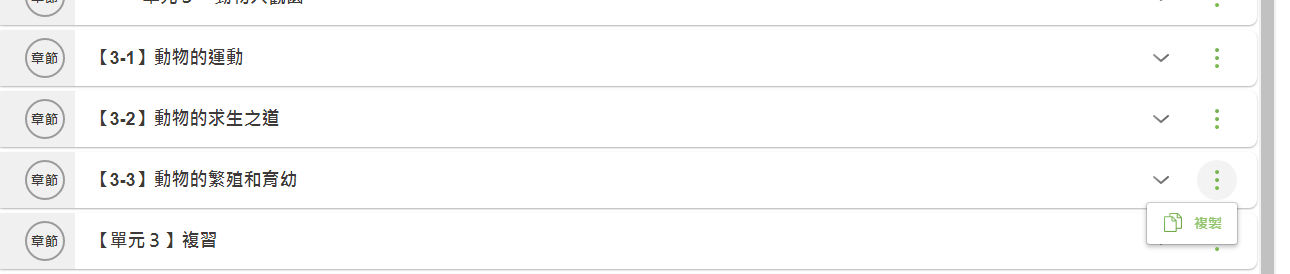 章節 【3-1】動物的運動
章節 【3-2】動物的求生之道
章節 【3-3】動物的繁殖和育幼
複製
章節 【單元3】複習